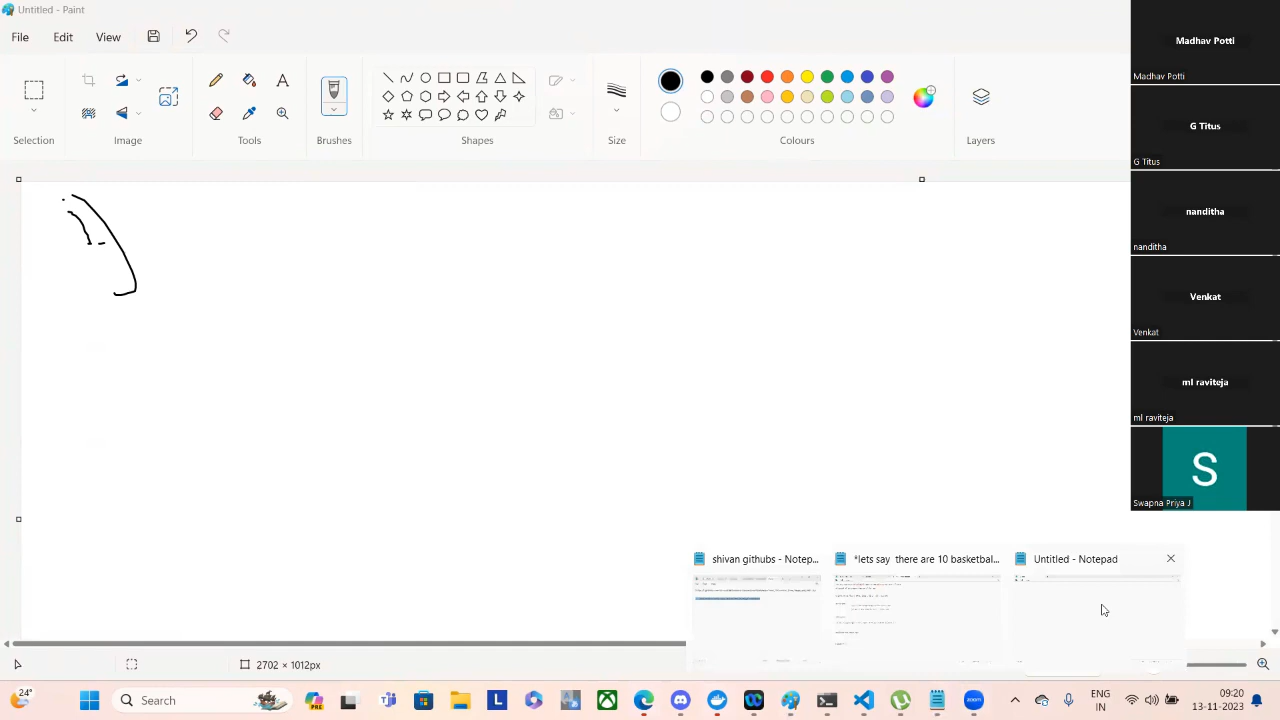 Untitled - Paint
File Edit View
Selection Image Tools Brushes Shapes Size Colours Layers
Madhav Potti
Madhav Potti
G Titus
G Titus
nanditha
nanditha
Venkat
Venkat
ml raviteja
ml raviteja
S
Swapna Priya J
shivan githubs - Notep...
*lets say there are 10 basketbal...
Untitled - Notepad
2702 × 1012px
24°
Search
ENG
IN
09:20
13-11-2023